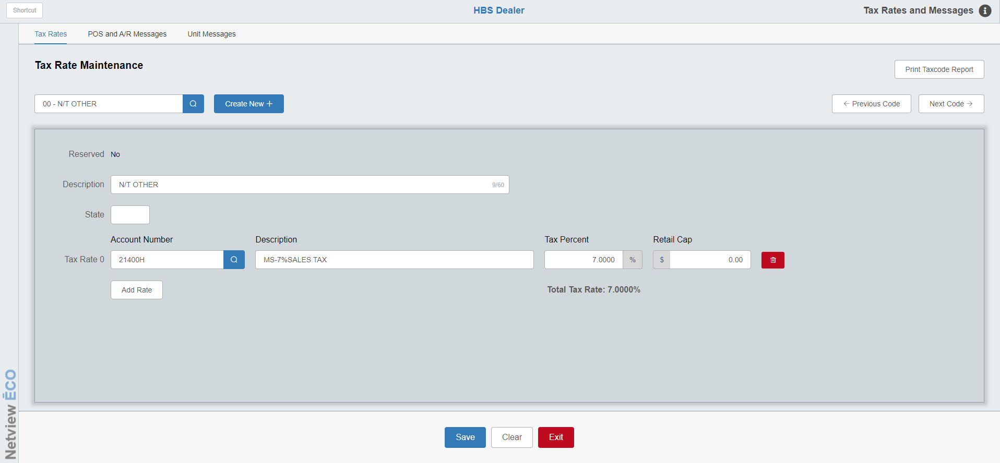 Shortcut
HBS Dealer
Tax Rates and Messages
Tax Rates
POS and A/R Messages
Unit Messages
Tax Rate Maintenance
Print Taxcode Report
00 - N/T OTHER
Create New +
← Previous Code
Next Code →
Reserved No
Description N/T OTHER 9/60
State
Account Number Description Tax Percent Retail Cap
Tax Rate 0 21400H MS-7%SALES TAX 7.0000 % $ 0.00
Add Rate
Total Tax Rate: 7.0000%
Netview ĒCO
Save
Clear
Exit